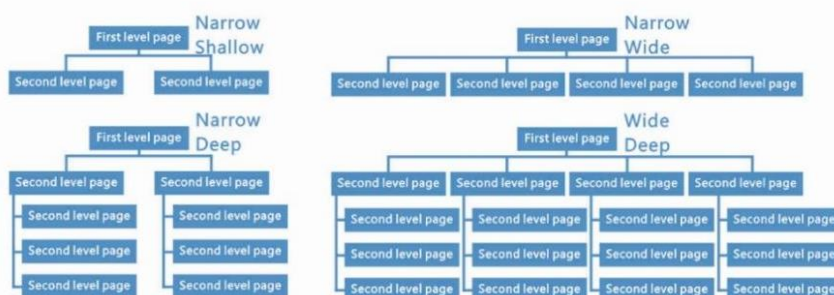 Narrow
Shallow
First level page
Second level page Second level page
Narrow
Wide
First level page
Second level page Second level page Second level page Second level page
Narrow
Deep
First level page
Second level page Second level page
Second level page Second level page
Second level page Second level page
Second level page Second level page
Wide
Deep
First level page
Second level page Second level page Second level page Second level page
Second level page Second level page Second level page Second level page
Second level page Second level page Second level page Second level page
Second level page Second level page Second level page Second level page